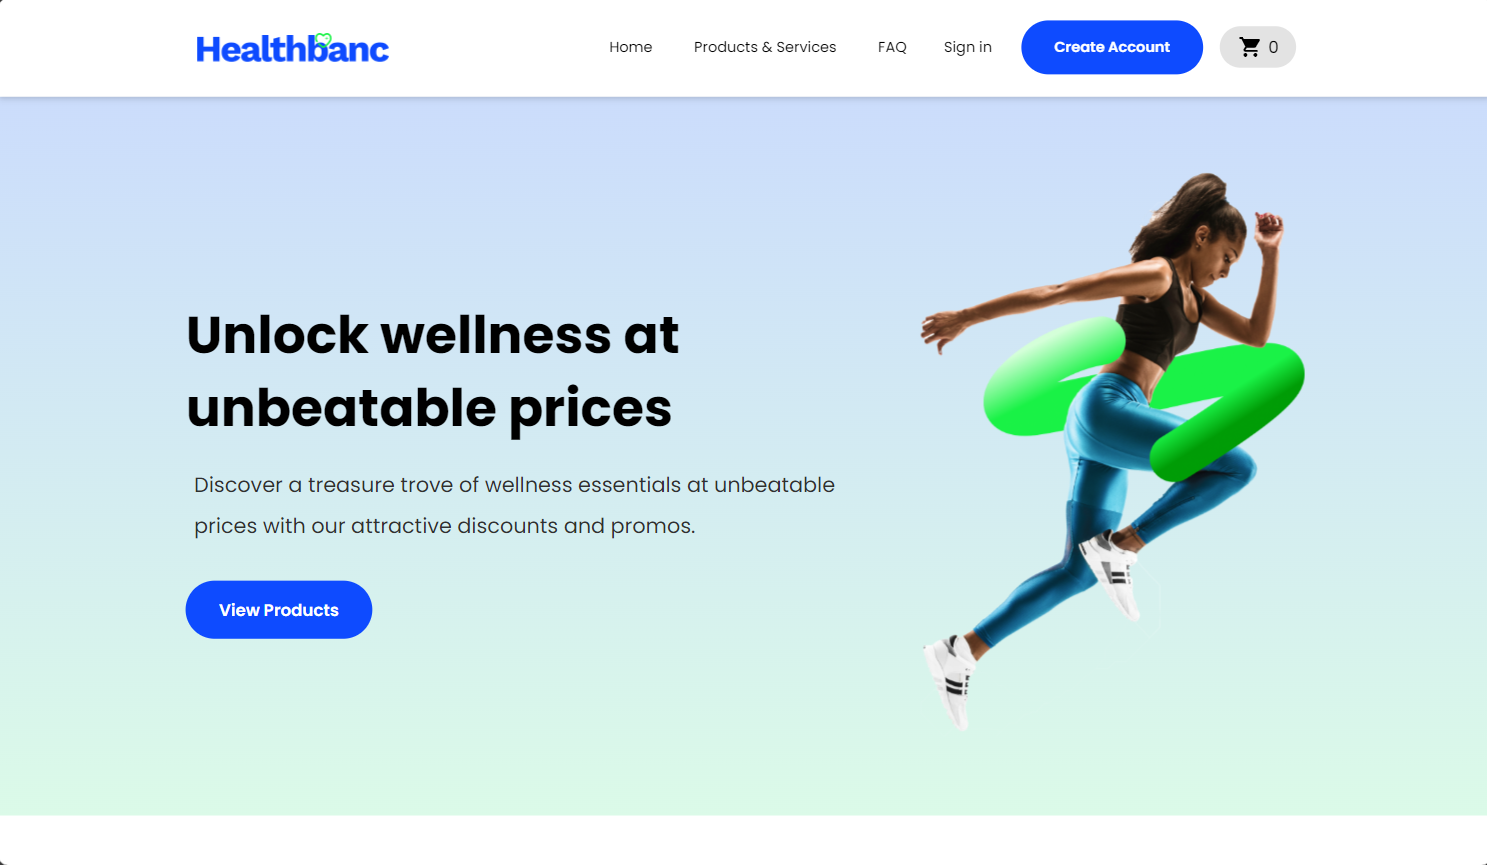 Healthbanc
Home Products & Services FAQ Sign in Create Account 0
Unlock wellness at
unbeatable prices
Discover a treasure trove of wellness essentials at unbeatable
prices with our attractive discounts and promos.
View Products